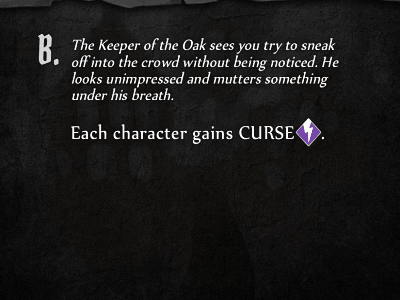 B. The Keeper of the Oak sees you try to sneak
off into the crowd without being noticed. He
looks unimpressed and mutters something
under his breath.
Each character gains CURSE.